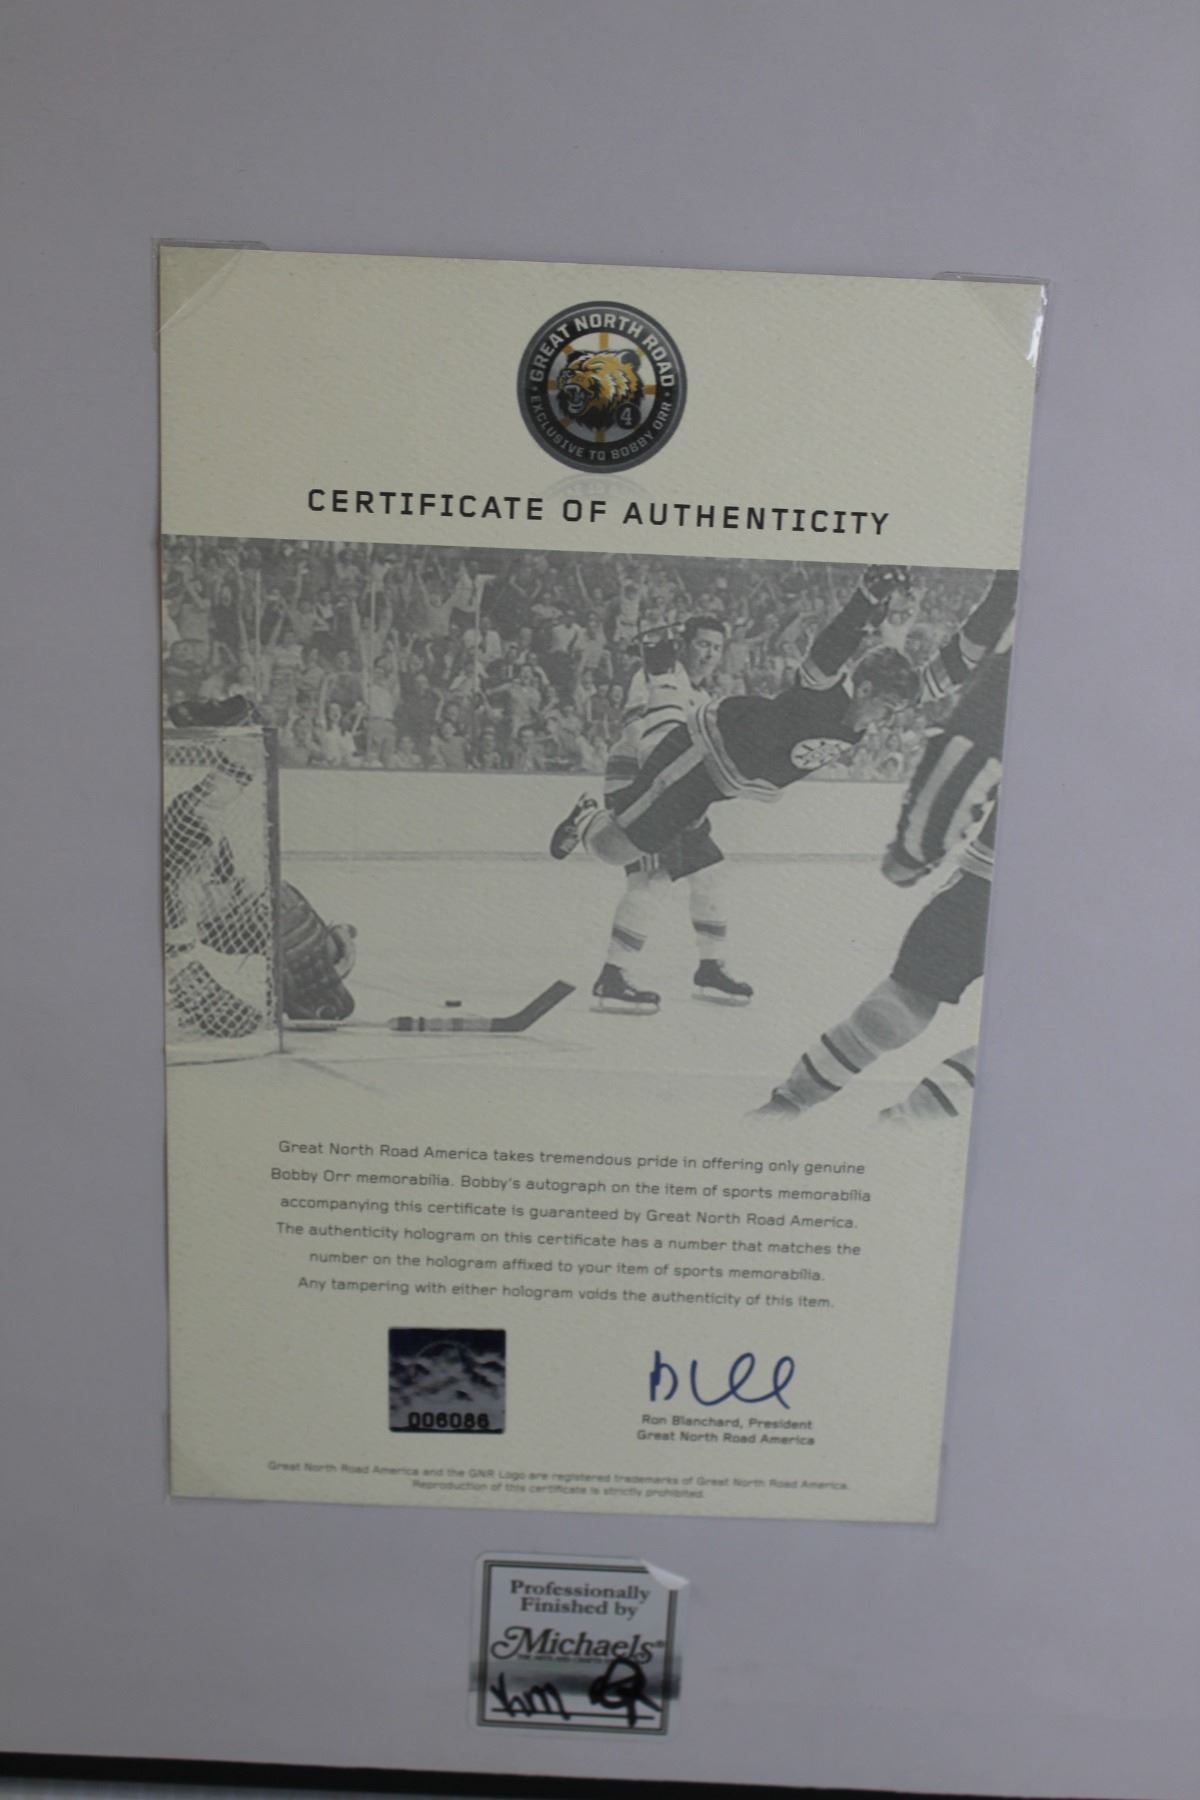 GREAT NORTH ROAD
• EXCLUSIVE TO BOBBY ORR •
4
CERTIFICATE OF AUTHENTICITY
Great North Road America takes tremendous pride in offering only genuine
Bobby Orr memorabilia. Bobby's autograph on the item of sports memorabilia
accompanying this certificate is guaranteed by Great North Road America.
The authenticity hologram on this certificate has a number that matches the
number on the hologram affixed to your item of sports memorabilia.
Any tampering with either hologram voids the authenticity of this item.
006086
Ron Blanchard, President
Great North Road America
Great North Road America and the GNR Logo are registered trademarks of Great North Road America.
Reproduction of this certificate is strictly prohibited.
Professionally
Finished by
Michaels®
THE ARTS AND CRAFTS